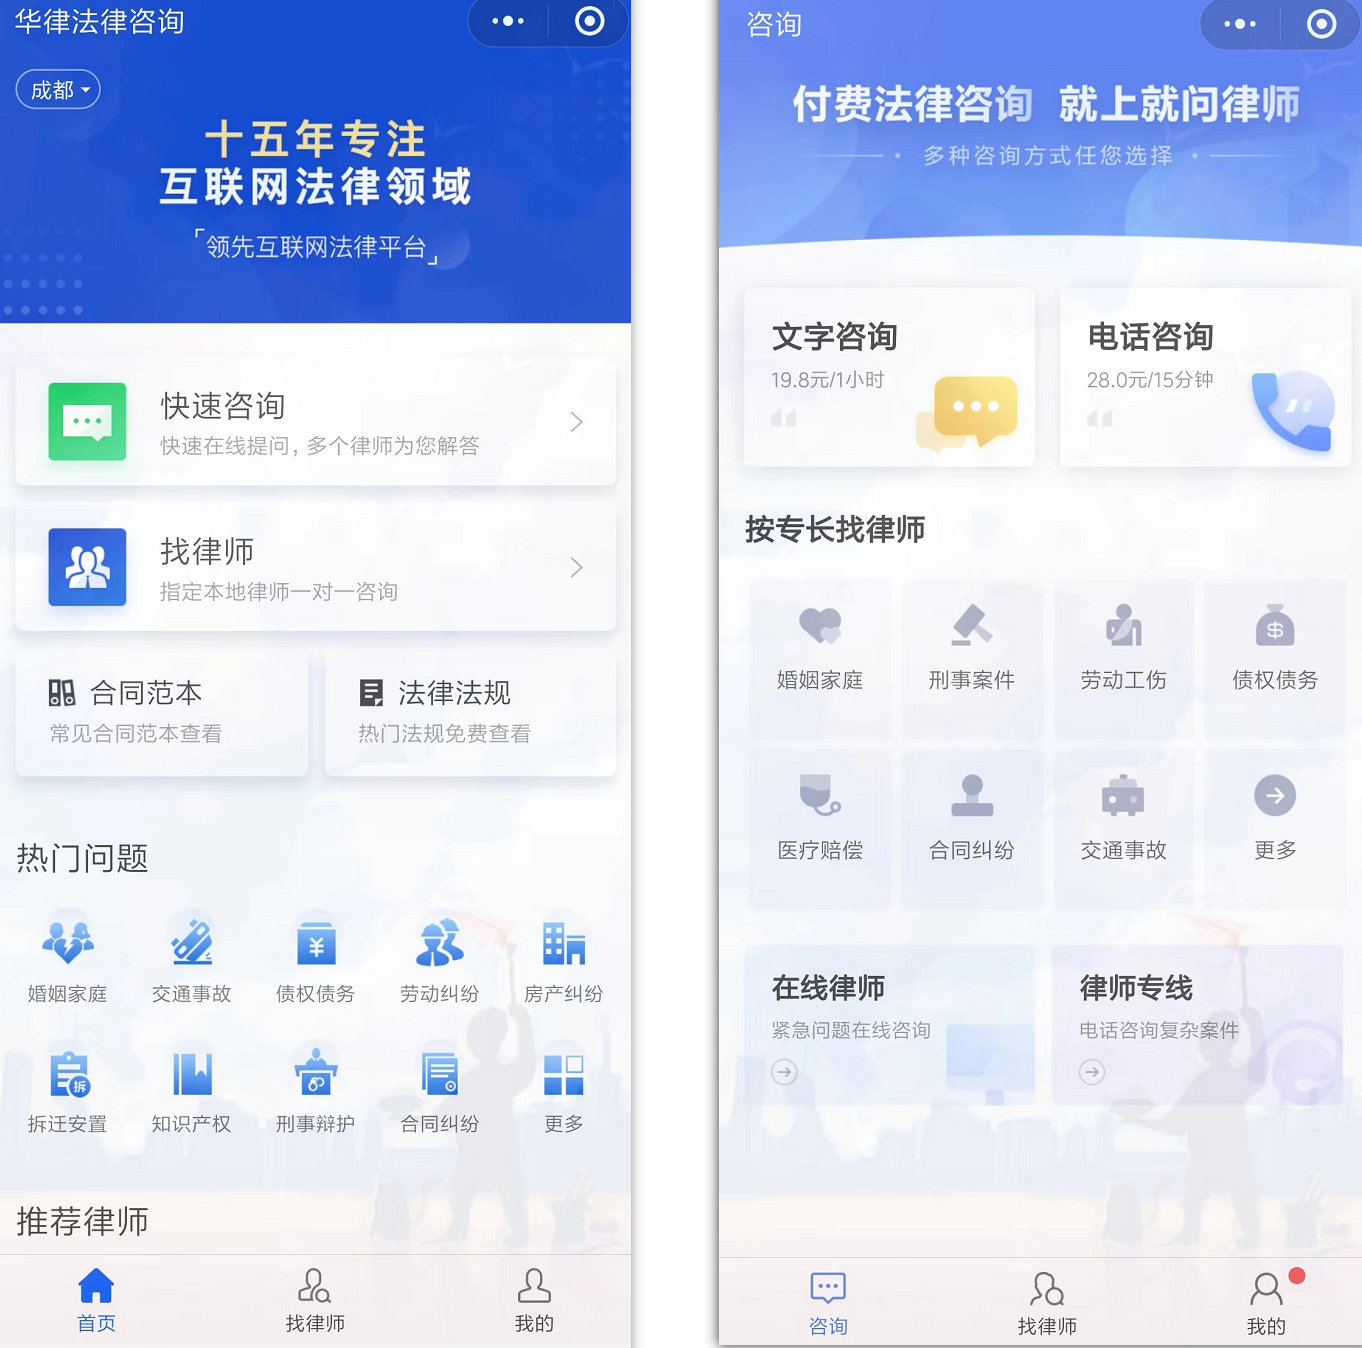 华律法律咨询
成都
十五年专注
互联网法律领域
「领先互联网法律平台」
快速咨询
快速在线提问，多个律师为您解答
找律师
指定本地律师一对一咨询
合同范本
常见合同范本查看
法律法规
热门法规免费查看
热门问题
婚姻家庭 交通事故 债权债务 劳动纠纷 房产纠纷
拆
拆迁安置 知识产权 刑事辩护 合同纠纷 更多
推荐律师
首页 找律师 我的
咨询
付费法律咨询 就上就问律师
多种咨询方式任您选择
文字咨询
19.8元/1小时
电话咨询
28.0元/15分钟
按专长找律师
婚姻家庭 刑事案件 劳动工伤 债权债务
医疗赔偿 合同纠纷 交通事故 更多
在线律师
紧急问题在线咨询
律师专线
电话咨询复杂案件
咨询 找律师 我的